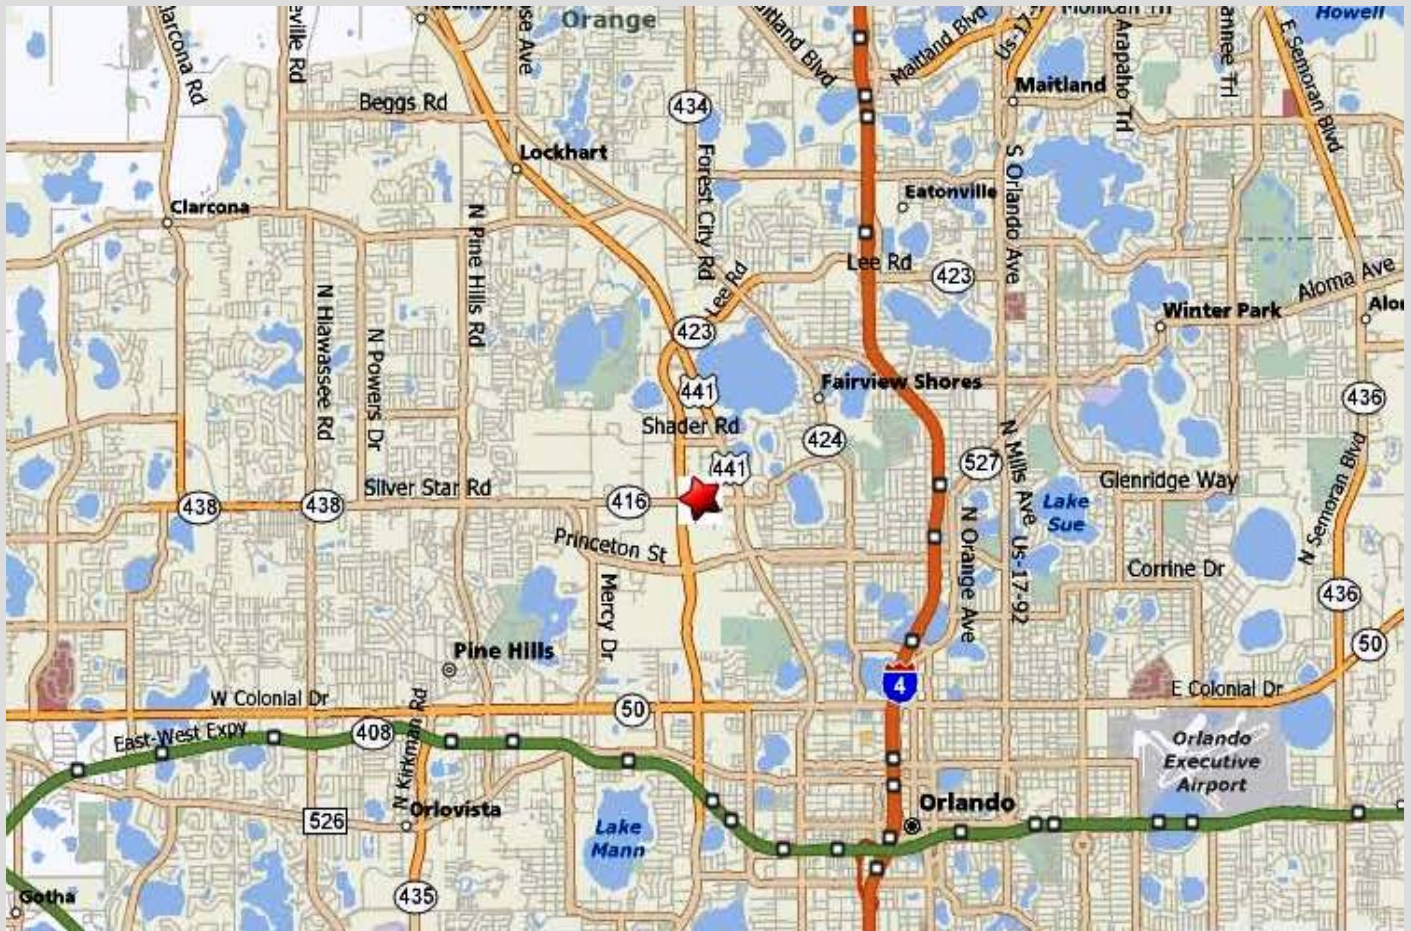 Orange
Howell
Maitland Blvd
Us-17-
E Semoran Blvd
Arapaho Trl
Beggs Rd
434
Maitland
Lockhart
Forest City Rd
S Orlando Ave
Eatonville
Clarcona
N Pine Hills Rd
Lee Rd
423
Aloma Ave
Lee Rd
N Hiawassee Rd
N Powers Dr
423
Winter Park
441
Fairview Shores
436
Shader Rd
424
N Mills Ave
441
527
Glenridge Way
N Semoran Blvd
Silver Star Rd
438
438
416
Lake
Sue
N Orange Ave
Us-17-92
Princeton St
Corrine Dr
Mercy Dr
436
Pine Hills
50
4
W Colonial Dr
E Colonial Dr
50
East-West Expy
408
N Kirkman Rd
Orlando
Executive
Airport
Orlando
Orlovista
526
Lake
Mann
435
Gotha